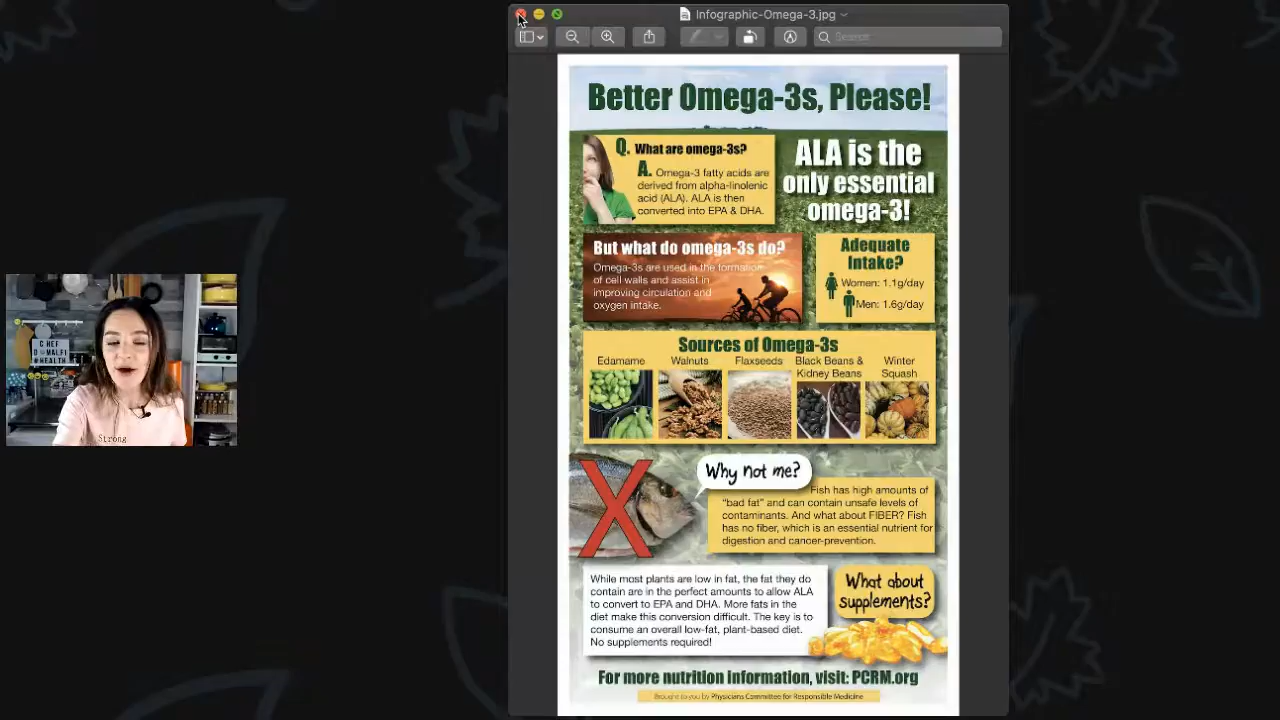 Infographic-Omega-3.jpg
Search
Better Omega-3s, Please!
Q. What are omega-3s?
A. Omega-3 fatty acids are
derived from alpha-linolenic
acid (ALA). ALA is then
converted into EPA & DHA.
ALA is the
only essential
omega-3!
But what do omega-3s do?
Omega-3s are used in the formation
of cell walls and assist in
improving circulation and
oxygen intake.
Adequate
Intake?
Women: 1.1g/day
Men: 1.6g/day
Sources of Omega-3s
Edamame
Walnuts
Flaxseeds
Black Beans &
Kidney Beans
Winter
Squash
CHEF
#HEALTH
Strong
Why not me?
Fish has high amounts of
“bad fat” and can contain unsafe levels of
contaminants. And what about FIBER? Fish
has no fiber, which is an essential nutrient for
digestion and cancer-prevention.
While most plants are low in fat, the fat they do
contain are in the perfect amounts to allow ALA
to convert to EPA and DHA. More fats in the
diet make this conversion difficult. The key is to
consume an overall low-fat, plant-based diet.
No supplements required!
What about
supplements?
For more nutrition information, visit: PCRM.org
Brought to you by Physicians Committee for Responsible Medicine